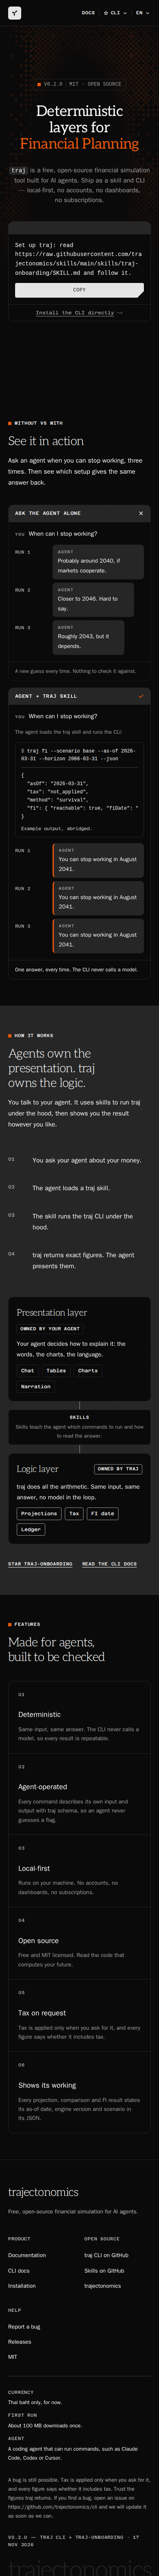 DOCS
CLI
EN
V0.2.0 MIT · OPEN SOURCE
Deterministic
layers for
Financial Planning
traj is a free, open-source financial simulation
tool built for AI agents. Ship as a skill and CLI
— local-first, no accounts, no dashboards,
no subscriptions.
Set up traj: read
https://raw.githubusercontent.com/tra
jectonomics/skills/main/skills/traj-
onboarding/SKILL.md and follow it.
COPY
Install the CLI directly →
WITHOUT VS WITH
See it in action
Ask an agent when you can stop working, three
times. Then see which setup gives the same
answer back.
ASK THE AGENT ALONE
YOU When can I stop working?
RUN 1
AGENT
Probably around 2040, if
markets cooperate.
RUN 2
AGENT
Closer to 2046. Hard to
say.
RUN 3
AGENT
Roughly 2043, but it
depends.
A new guess every time. Nothing to check it against.
AGENT + TRAJ SKILL
YOU When can I stop working?
The agent loads the traj skill and runs the CLI:
$ traj fi --scenario base --as-of 2026-
03-31 --horizon 2066-03-31 --json
{
"asOf": "2026-03-31",
"tax": "not_applied",
"method": "survival",
"fi": { "reachable": true, "fiDate": "
}
Example output, abridged.
RUN 1
AGENT
You can stop working in August
2041.
RUN 2
AGENT
You can stop working in August
2041.
RUN 3
AGENT
You can stop working in August
2041.
One answer, every time. The CLI never calls a model.
HOW IT WORKS
Agents own the
presentation. traj
owns the logic.
You talk to your agent. It uses skills to run traj
under the hood, then shows you the result
however you like.
01
You ask your agent about your money.
02
The agent loads a traj skill.
03
The skill runs the traj CLI under the
hood.
04
traj returns exact figures. The agent
presents them.
Presentation layer
OWNED BY YOUR AGENT
Your agent decides how to explain it: the
words, the charts, the language.
Chat
Tables
Charts
Narration
SKILLS
Skills teach the agent which commands to run and how
to read the answer.
Logic layer
OWNED BY TRAJ
traj does all the arithmetic. Same input, same
answer, no model in the loop.
Projections
Tax
FI date
Ledger
STAR TRAJ-ONBOARDING
READ THE CLI DOCS
FEATURES
Made for agents,
built to be checked
01
Deterministic
Same input, same answer. The CLI never calls a
model, so every result is repeatable.
02
Agent-operated
Every command describes its own input and
output with traj schema, so an agent never
guesses a flag.
03
Local-first
Runs on your machine. No accounts, no
dashboards, no subscriptions.
04
Open source
Free and MIT licensed. Read the code that
computes your future.
05
Tax on request
Tax is applied only when you ask for it, and every
figure says whether it includes tax.
06
Shows its working
Every projection, comparison and FI result states
its as-of date, engine version and scenario in
its JSON.
trajectonomics
Free, open-source financial simulation for AI agents.
PRODUCT
Documentation
CLI docs
Installation
OPEN SOURCE
traj CLI on GitHub
Skills on GitHub
trajectonomics
HELP
Report a bug
Releases
MIT
CURRENCY
Thai baht only, for now.
FIRST RUN
About 100 MB downloads once.
AGENT
A coding agent that can run commands, such as Claude
Code, Codex or Cursor.
A bug is still possible. Tax is applied only when you ask for it,
and every figure says whether it includes tax. Trust the
figures traj returns. If you find a bug, open an issue on
https://github.com/trajectonomics/cli and we will update it
as soon as we can.
V0.2.0 — TRAJ CLI + TRAJ-ONBOARDING · 17
NOV 2026
trajectonomics